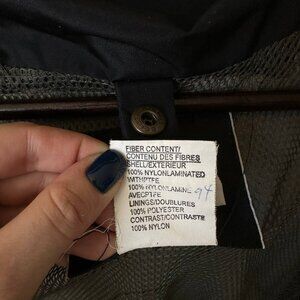 FIBER CONTENT/
CONTENU DES FIBRES
SHELL/EXTERIEUR
100% NYLONLAMINATED
WITHPTFE
100% NYLONLAMINE 94
AVECPTFE
LININGS/DOUBLURES
100% POLYESTER
CONTRAST/CONTRASTE
100% NYLON